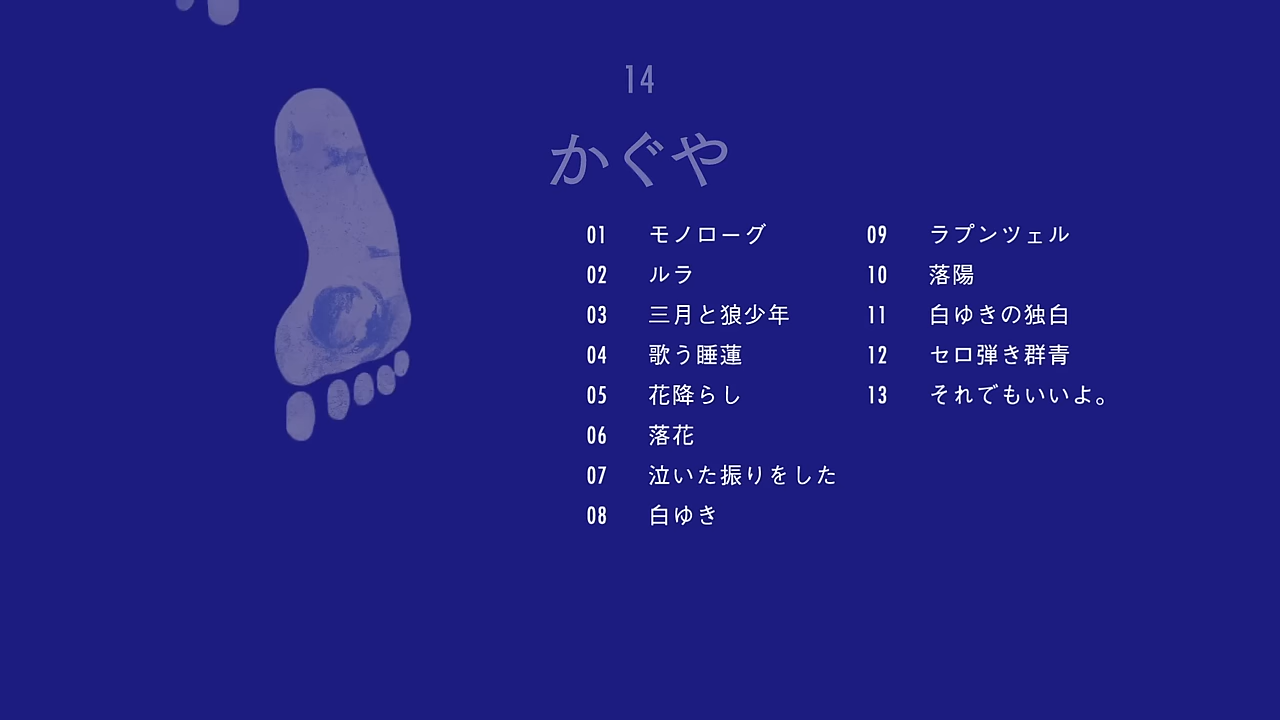 14
かぐや
01 モノローグ
02 ルラ
03 三月と狼少年
04 歌う睡蓮
05 花降らし
06 落花
07 泣いた振りをした
08 白ゆき
09 ラプンツェル
10 落陽
11 白ゆきの独白
12 セロ弾き群青
13 それでもいいよ。